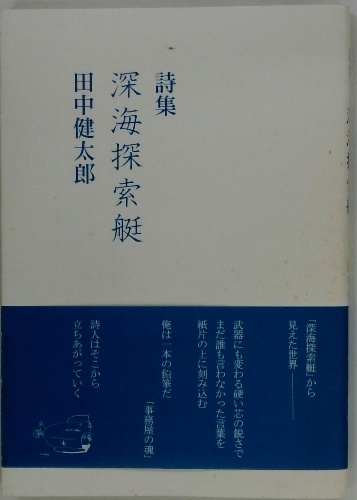 詩集
深海探索艇
田中健太郎
「深海探索艇」から
見えた世界――
武器にも変わる硬い芯の鋭さで
まだ誰も言わなかった言葉を
紙片の上に刻み込む
俺は一本の鉛筆だ
「事務屋の魂」
詩人はそこから
立ちあがっていく